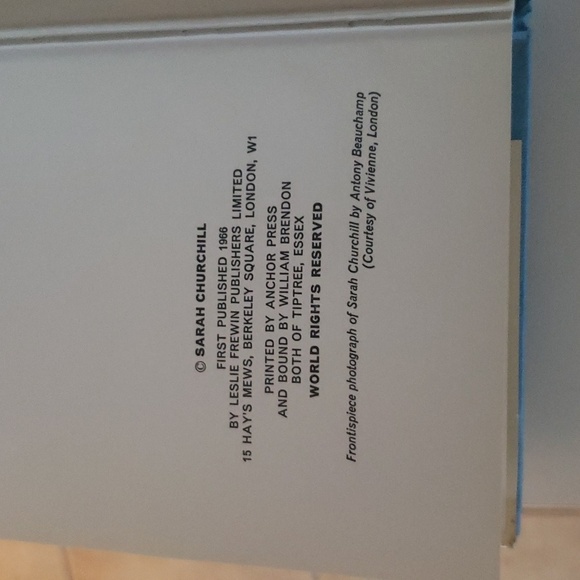 © SARAH CHURCHILL
FIRST PUBLISHED 1966
BY LESLIE FREWIN PUBLISHERS LIMITED
15 HAY'S MEWS, BERKELEY SQUARE, LONDON, W1
PRINTED BY ANCHOR PRESS
AND BOUND BY WILLIAM BRENDON
BOTH OF TIPTREE, ESSEX
WORLD RIGHTS RESERVED
Frontispiece photograph of Sarah Churchill by Antony Beauchamp
(Courtesy of Vivienne, London)